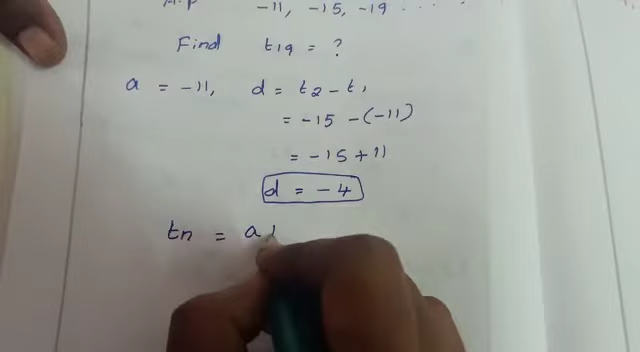 A.p -11, -15, -19 . . . .
Find t19 = ?
a = -11, d = t2 - t1
= -15 - (-11)
= -15 + 11
d = -4
tn = a